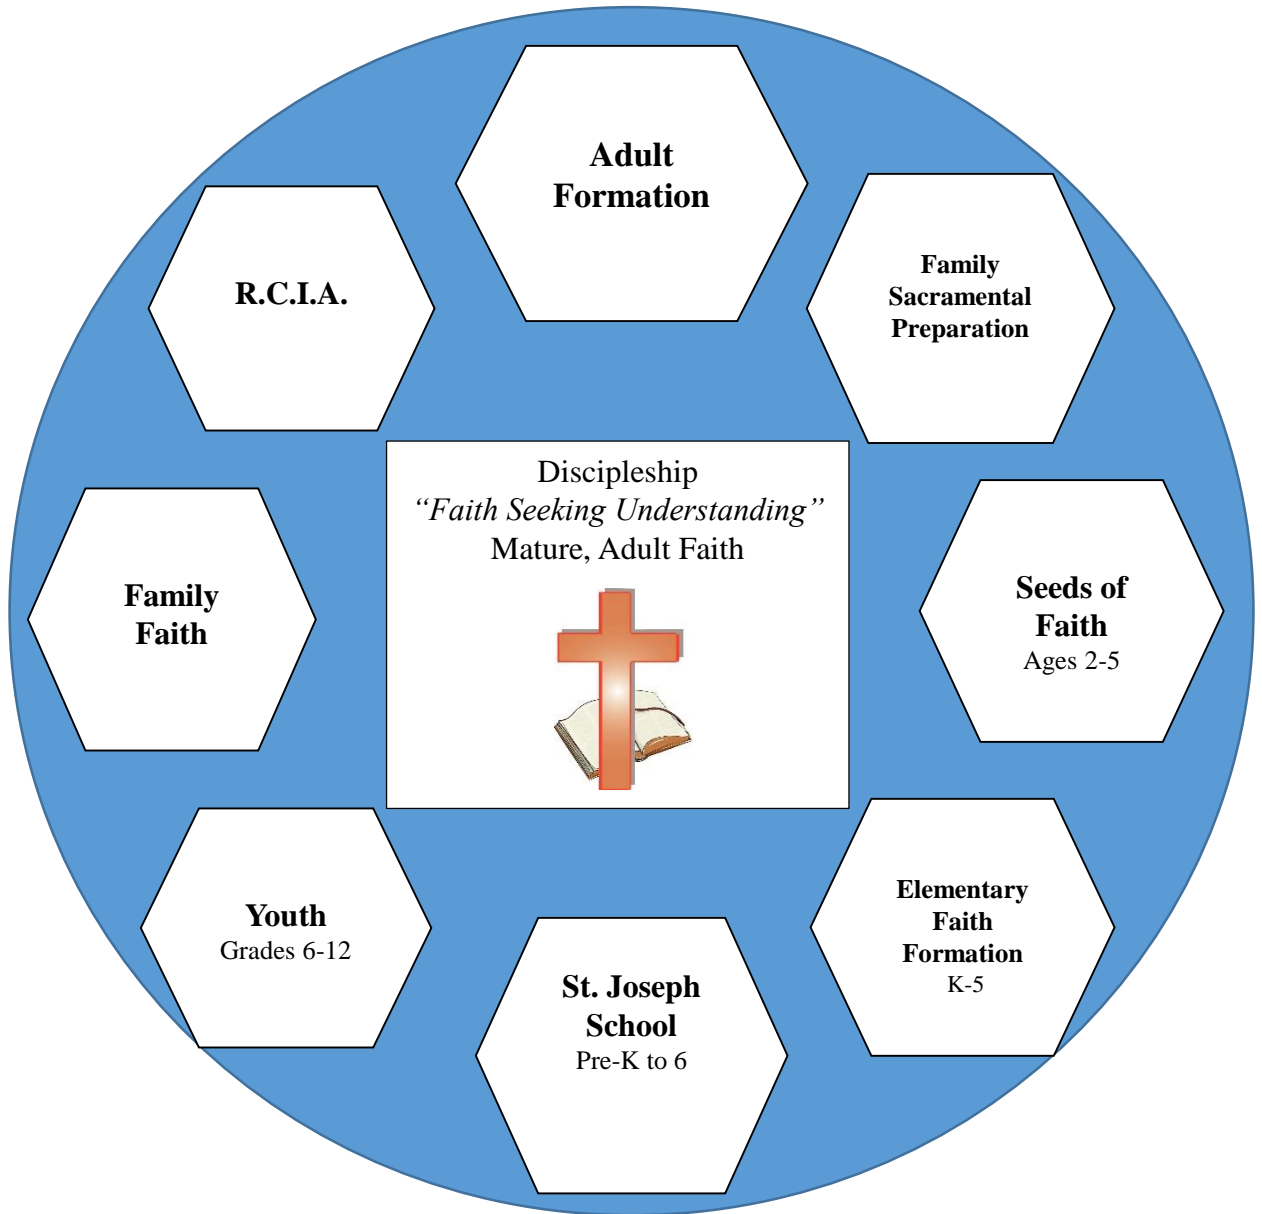 Adult
Formation
Family
Sacramental
Preparation
R.C.I.A.
Discipleship
“Faith Seeking Understanding”
Mature, Adult Faith
Seeds of
Faith
Ages 2-5
Family
Faith
Elementary
Faith
Formation
K-5
Youth
Grades 6-12
St. Joseph
School
Pre-K to 6